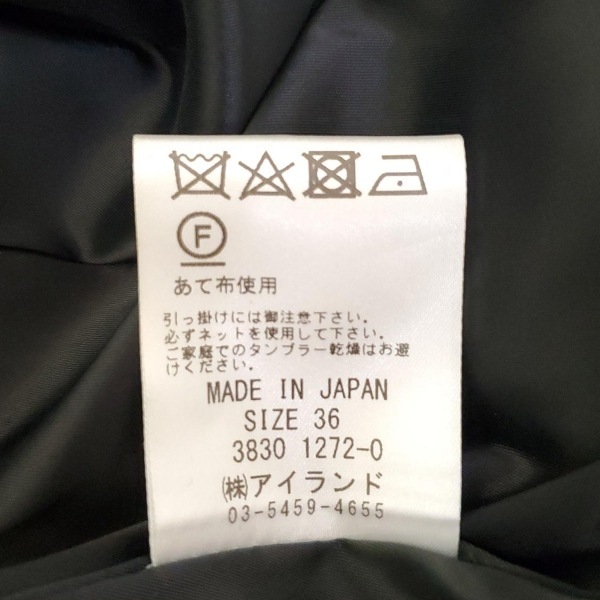 F
あて布使用
引っ掛けには御注意下さい。
必ずネットを使用して下さい。
ご家庭でのタンブラー乾燥はお避
けください。
MADE IN JAPAN
SIZE 36
3830 1272-0
㈱アイランド
03-5459-4655